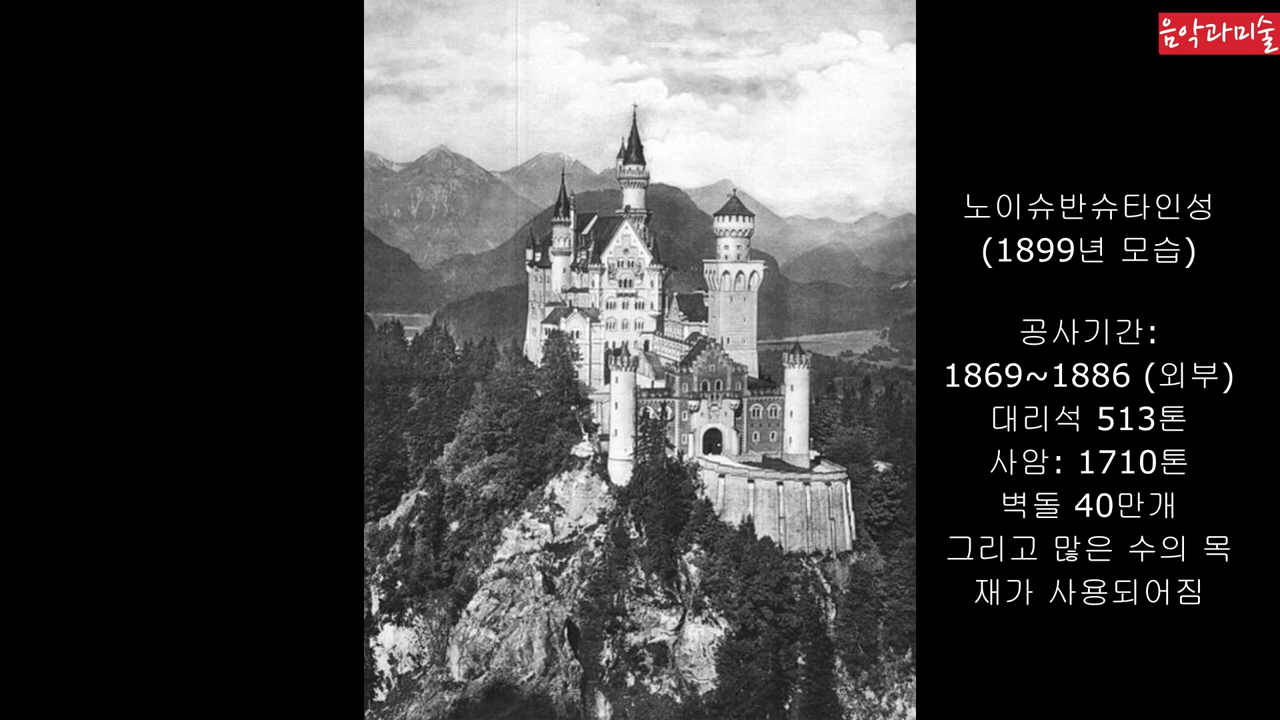 음악과미술
노이슈반슈타인성
(1899년 모습)
공사기간:
1869~1886 (외부)
대리석 513톤
사암: 1710톤
벽돌 40만개
그리고 많은 수의 목
재가 사용되어짐